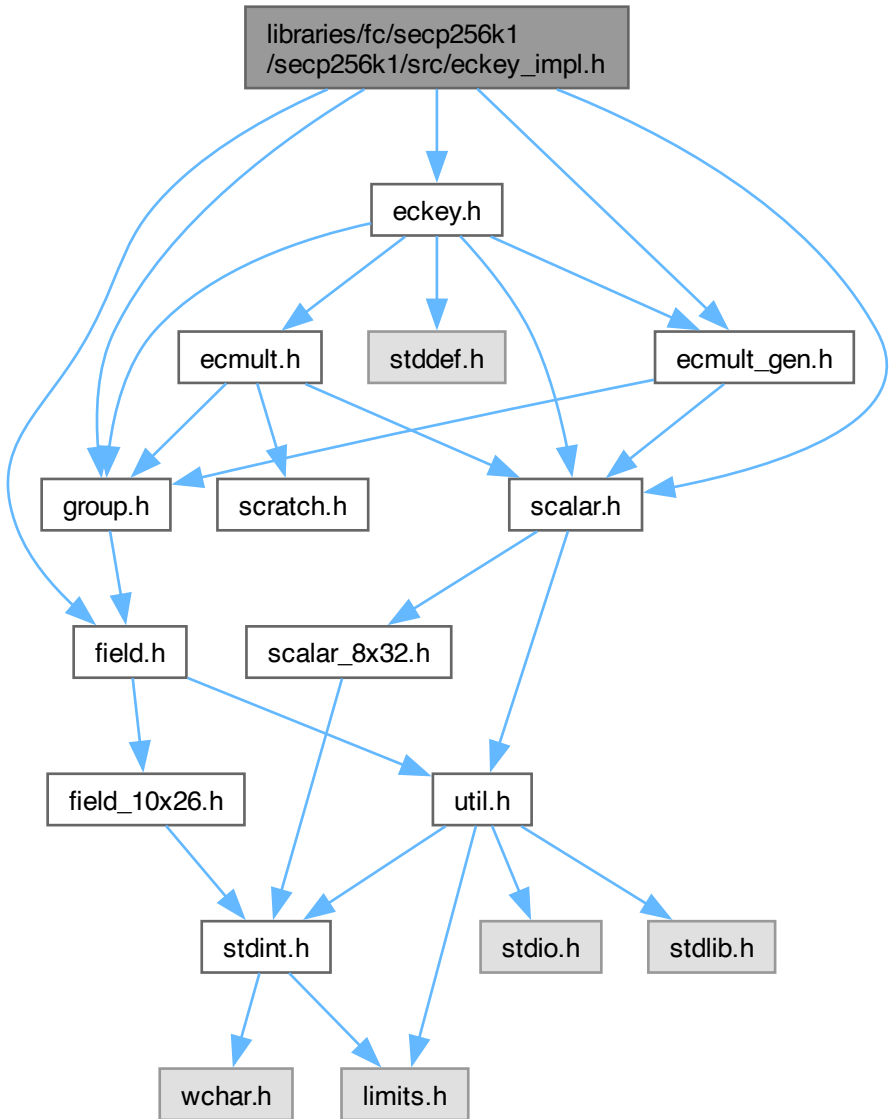 libraries/fc/secp256k1
/secp256k1/src/eckey_impl.h
eckey.h
ecmult.h
stddef.h
ecmult_gen.h
group.h
scratch.h
scalar.h
field.h
scalar_8x32.h
field_10x26.h
util.h
stdint.h
stdio.h
stdlib.h
wchar.h
limits.h